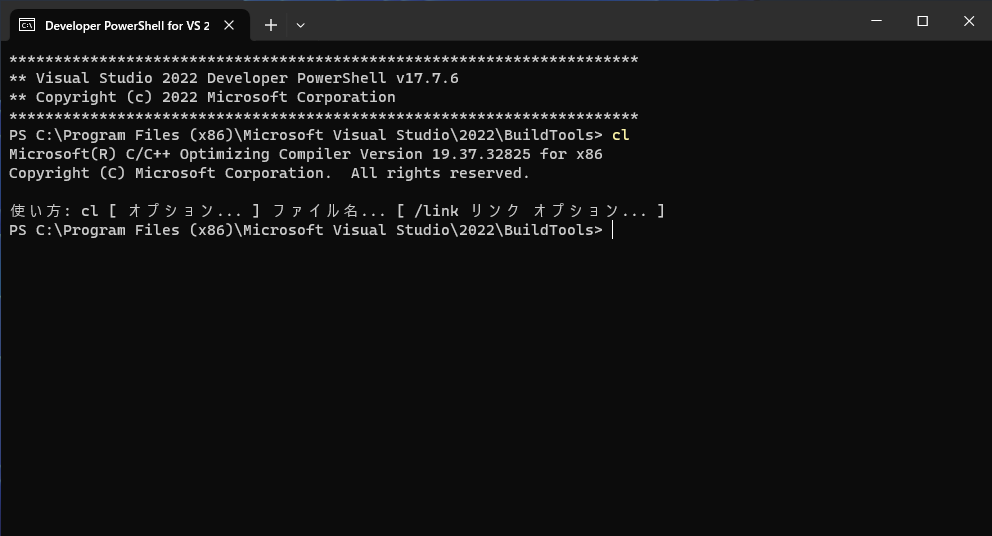 Developer PowerShell for VS 2
**********************************************************************
** Visual Studio 2022 Developer PowerShell v17.7.6
** Copyright (c) 2022 Microsoft Corporation
**********************************************************************
PS C:\Program Files (x86)\Microsoft Visual Studio\2022\BuildTools> cl
Microsoft(R) C/C++ Optimizing Compiler Version 19.37.32825 for x86
Copyright (C) Microsoft Corporation.  All rights reserved.
使い方: cl [ オプション... ] ファイル名... [ /link リンク オプション... ]
PS C:\Program Files (x86)\Microsoft Visual Studio\2022\BuildTools>